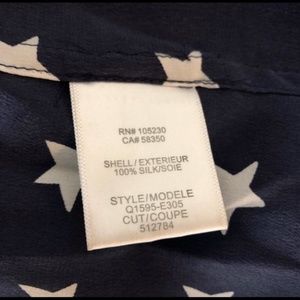 RN# 105230
CA# 58350
SHELL/EXTERIEUR
100% SILK/SOIE
STYLE/MODELE
Q1595-E305
CUT/COUPE
512784